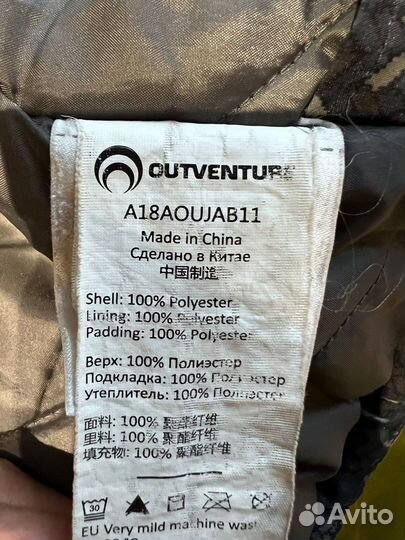 OUTVENTURE
A18AOUJAB11
Made in China
Сделано в Китае
中国制造
Shell: 100% Polyester
Lining: 100% Polyester
Padding: 100% Polyester
Верх: 100% Полиэстер
Подкладка: 100% Полиэстер
Утеплитель: 100% Полиэстер
面料: 100% 聚酯纤维
里料: 100% 聚酯纤维
填充物: 100% 聚酯纤维
30
EU Very mild machine wash
Avito